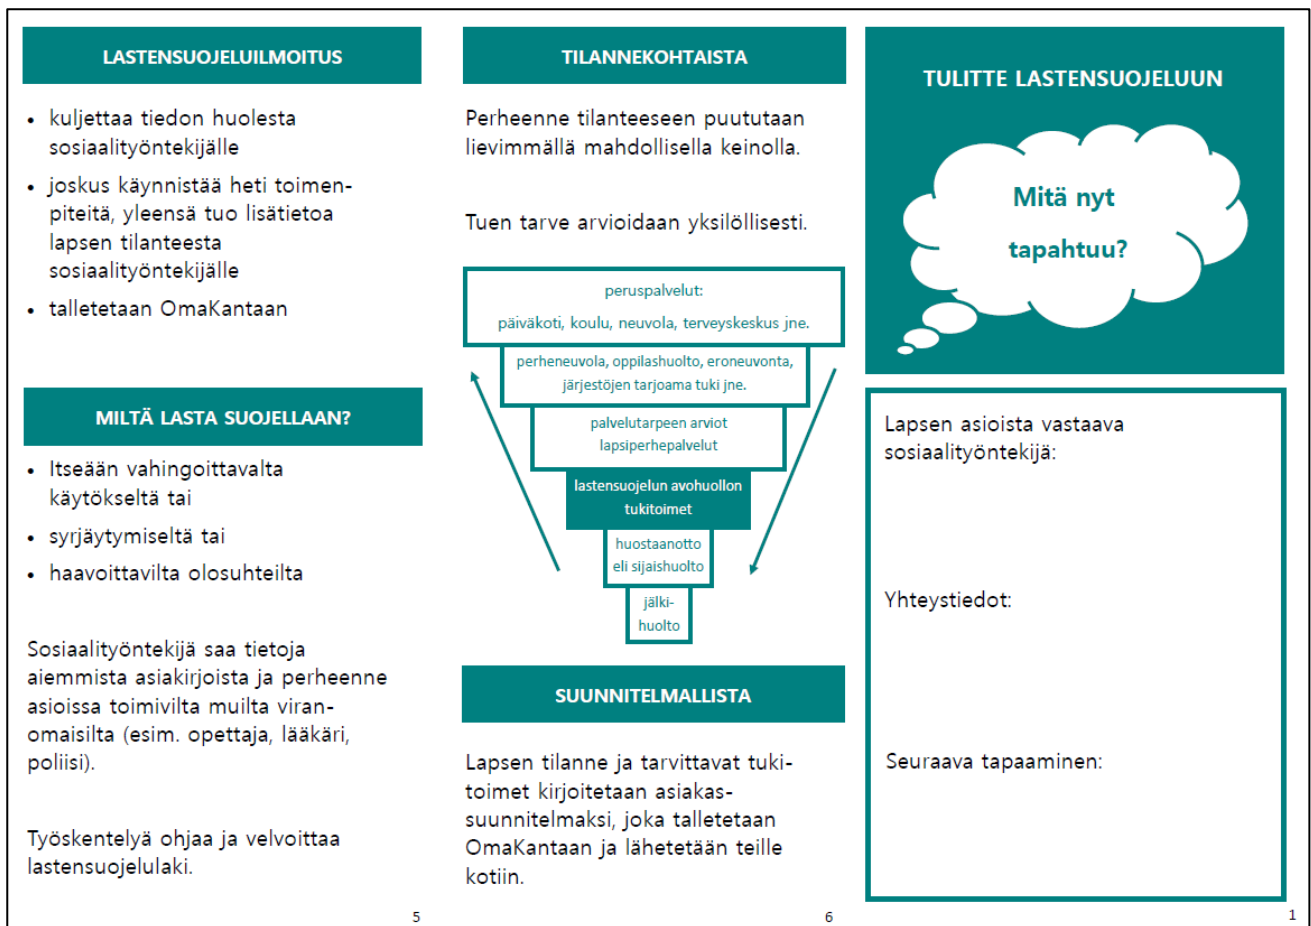 LASTENSUOJELUILMOITUS
• kuljettaa tiedon huolesta
sosiaalityöntekijälle
• joskus käynnistää heti toimen-
piteitä, yleensä tuo lisätietoa
lapsen tilanteesta
sosiaalityöntekijälle
• talletetaan OmaKantaan
MILTÄ LASTA SUOJELLAAN?
• Itseään vahingoittavalta
käytökseltä tai
• syrjäytymiseltä tai
• haavoittavilta olosuhteilta
Sosiaalityöntekijä saa tietoja
aiemmista asiakirjoista ja perheenne
asioissa toimivilta muilta viran-
omaisilta (esim. opettaja, lääkäri,
poliisi).
Työskentelyä ohjaa ja velvoittaa
lastensuojelulaki.
5
TILANNEKOHTAISTA
Perheenne tilanteeseen puututaan
lievimmällä mahdollisella keinolla.
Tuen tarve arvioidaan yksilöllisesti.
peruspalvelut:
päiväkoti, koulu, neuvola, terveyskeskus jne.
perheneuvola, oppilashuolto, eroneuvonta,
järjestöjen tarjoama tuki jne.
palvelutarpeen arviot
lapsiperhepalvelut
lastensuojelun avohuollon
tukitoimet
huostaanotto
eli sijaishuolto
jälki-
huolto
SUUNNITELMALLISTA
Lapsen tilanne ja tarvittavat tuki-
toimet kirjoitetaan asiakas-
suunnitelmaksi, joka talletetaan
OmaKantaan ja lähetetään teille
kotiin.
6
TULITTE LASTENSUOJELUUN
Mitä nyt
tapahtuu?
Lapsen asioista vastaava
sosiaalityöntekijä:
Yhteystiedot:
Seuraava tapaaminen:
1